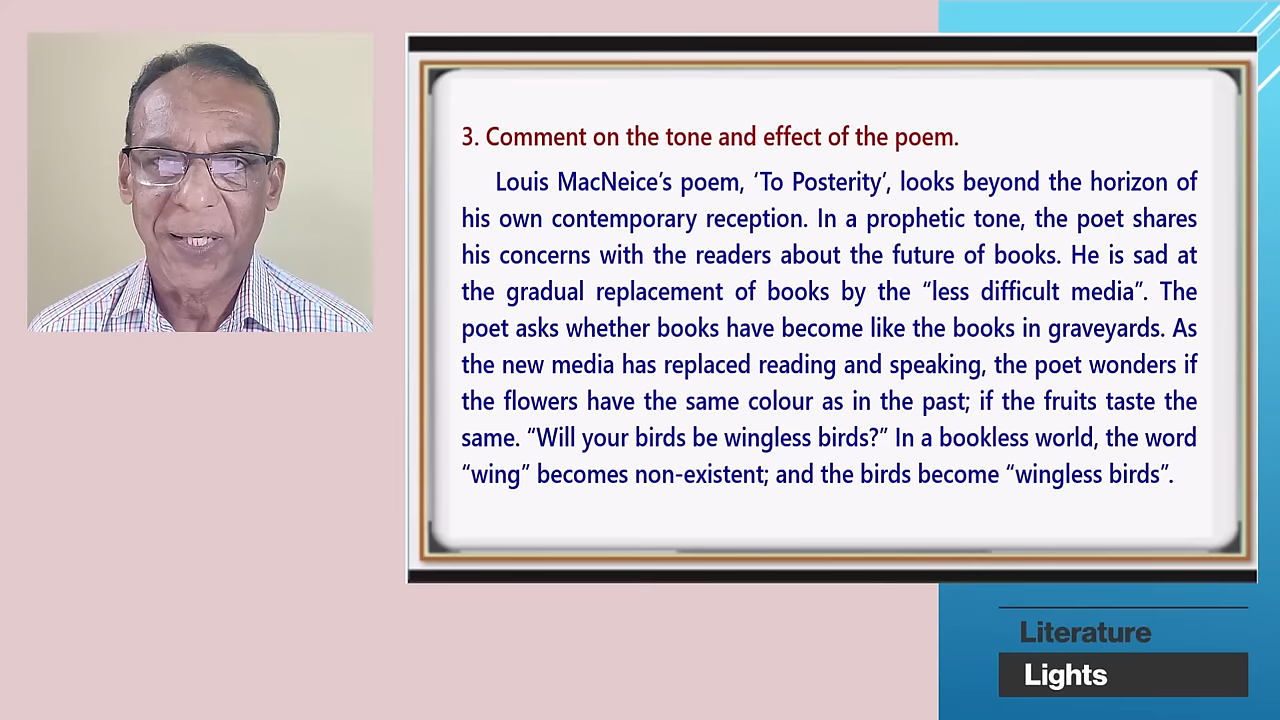 3. Comment on the tone and effect of the poem.
Louis MacNeice’s poem, ‘To Posterity’, looks beyond the horizon of
his own contemporary reception. In a prophetic tone, the poet shares
his concerns with the readers about the future of books. He is sad at
the gradual replacement of books by the “less difficult media”. The
poet asks whether books have become like the books in graveyards. As
the new media has replaced reading and speaking, the poet wonders if
the flowers have the same colour as in the past; if the fruits taste the
same. “Will your birds be wingless birds?” In a bookless world, the word
“wing” becomes non-existent; and the birds become “wingless birds”.
Literature
Lights